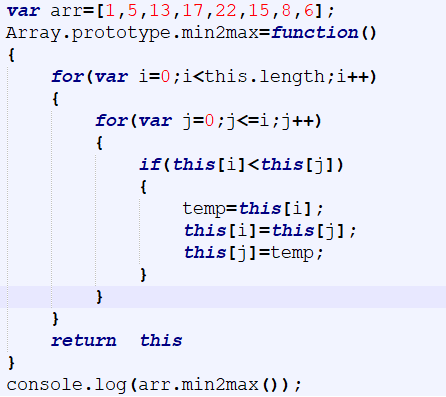 var arr=[1,5,13,17,22,15,8,6];
Array.prototype.min2max=function()
{
for(var i=0;i<this.length;i++)
{
for(var j=0;j<=i;j++)
{
if(this[i]<this[j])
{
temp=this[i];
this[i]=this[j];
this[j]=temp;
}
}
}
return this
}
console.log(arr.min2max());